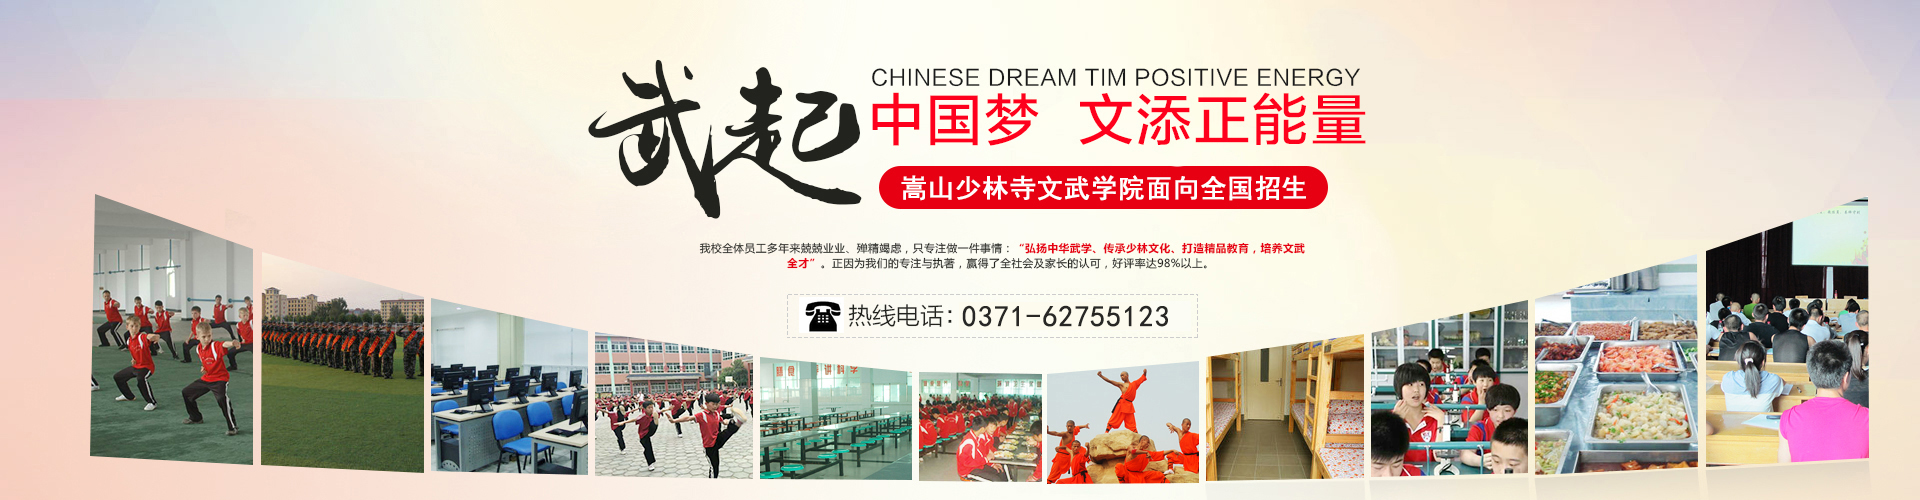 武起
CHINESE DREAM TIM POSITIVE ENERGY
中国梦 文添正能量
嵩山少林寺文武学院面向全国招生
我校全体员工多年来兢兢业业、殚精竭虑，只专注做一件事情：“弘扬中华武学、传承少林文化、打造精品教育，培养文武
全才”。正因为我们的专注与执著，赢得了全社会及家长的认可，好评率达98%以上。
热线电话：0371-62755123